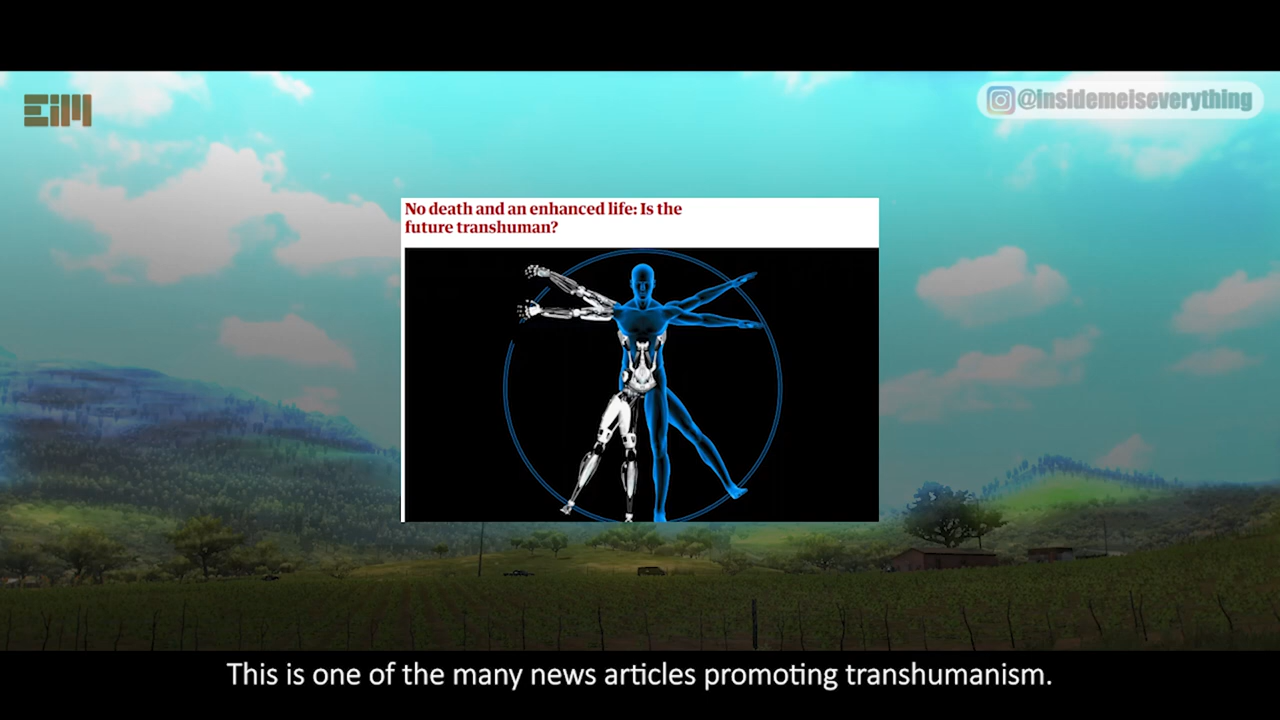 EiM
@insidemeiseverything
No death and an enhanced life: Is the
future transhuman?
This is one of the many news articles promoting transhumanism.